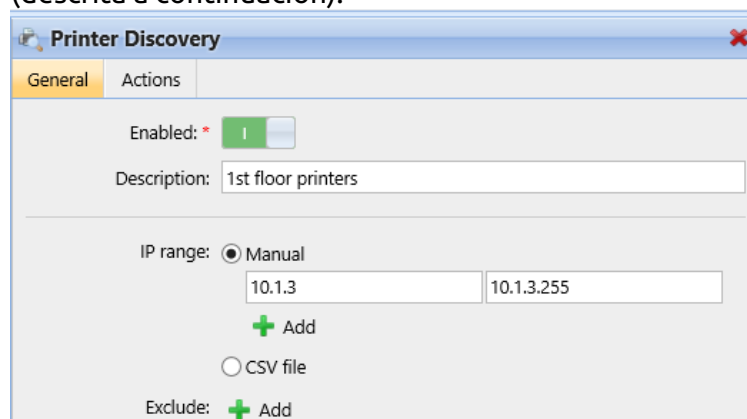 (descrita a continuación).
Printer Discovery
General Actions
Enabled: *
Description: 1st floor printers
IP range: Manual
10.1.3 10.1.3.255
Add
CSV file
Exclude: Add